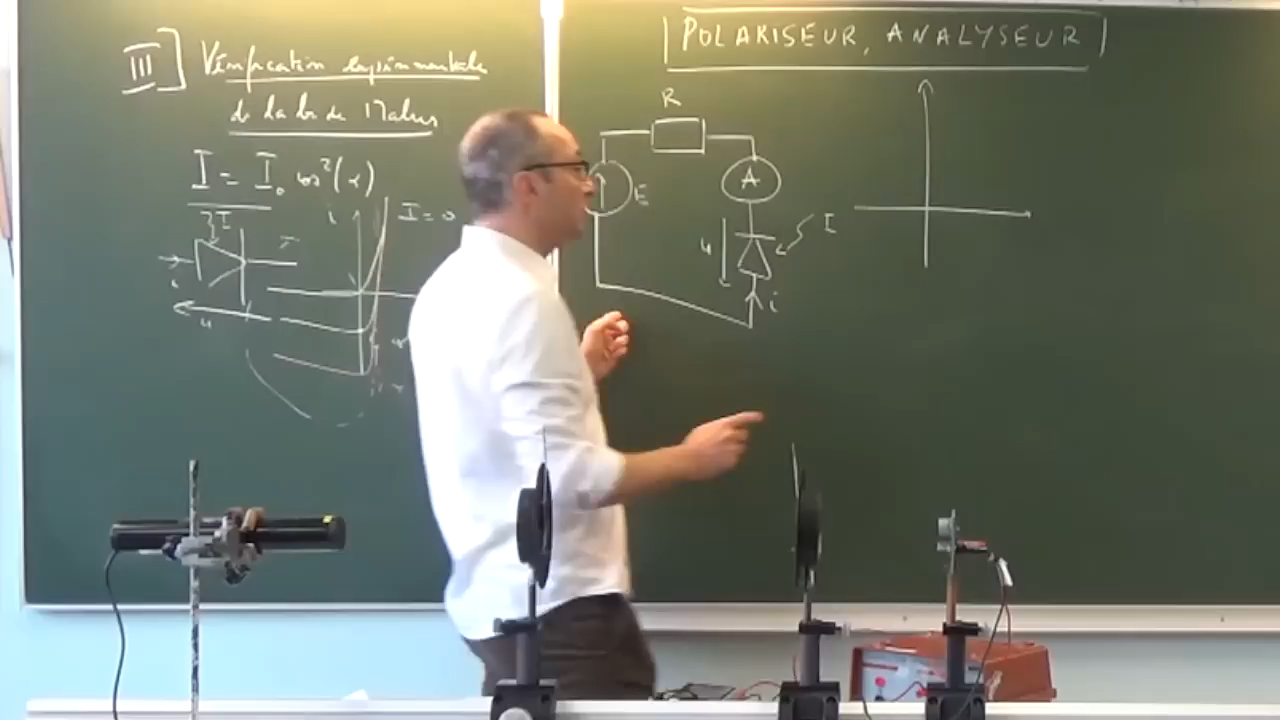 III] Vérification expérimentale
de la loi de Malus
I = I₀ cos²(α)
i
I = 0
i
u
POLARISEUR, ANALYSEUR
R
E
A
u
I
i